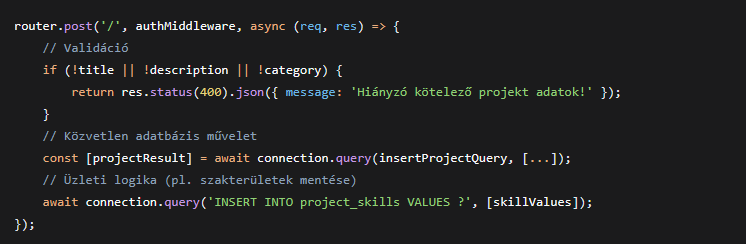 router.post('/', authMiddleware, async (req, res) => {
    // Validáció
    if (!title || !description || !category) {
        return res.status(400).json({ message: 'Hiányzó kötelező projekt adatok!' });
    }
    // Közvetlen adatbázis művelet
    const [projectResult] = await connection.query(insertProjectQuery, [...]);
    // Üzleti logika (pl. szakterületek mentése)
    await connection.query('INSERT INTO project_skills VALUES ?', [skillValues]);
});